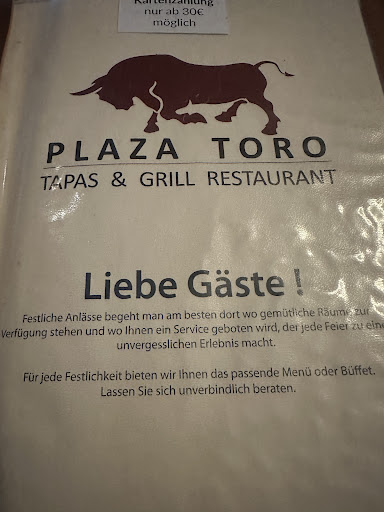 Kartenzahlung
nur ab 30€
möglich
PLAZA TORO
TAPAS & GRILL RESTAURANT
Liebe Gäste !
Festliche Anlässe begeht man am besten dort wo gemütliche Räume zur
Verfügung stehen und wo Ihnen ein Service geboten wird, der jede Feier zu eine
unvergesslichen Erlebnis macht.
Für jede Festlichkeit bieten wir Ihnen das passende Menü oder Büffet.
Lassen Sie sich unverbindlich beraten.